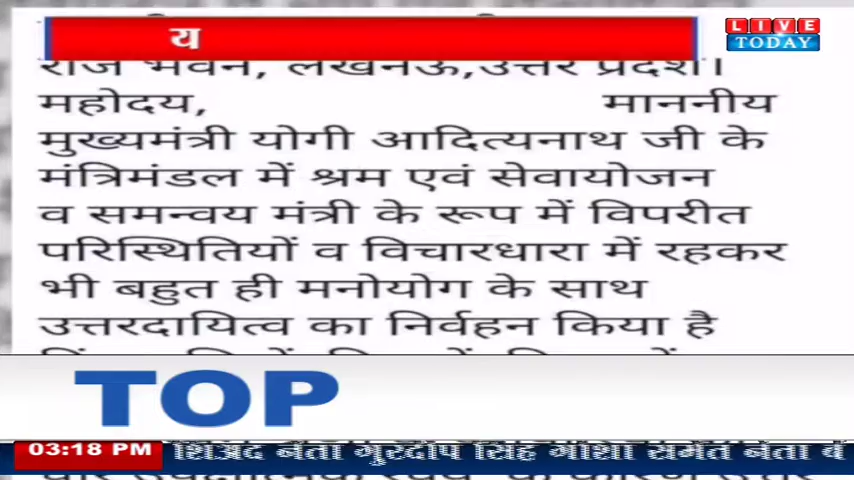 य
LIVE
TODAY
राज भवन, लखनऊ,उत्तर प्रदेश।
महोदय, माननीय
मुख्यमंत्री योगी आदित्यनाथ जी के
मंत्रिमंडल में श्रम एवं सेवायोजन
व समन्वय मंत्री के रूप में विपरीत
परिस्थितियों व विचारधारा में रहकर
भी बहुत ही मनोयोग के साथ
उत्तरदायित्व का निर्वहन किया है
TOP
03:18 PM शिअद नेता गुरदीप सिंह गोशा समेत नेता